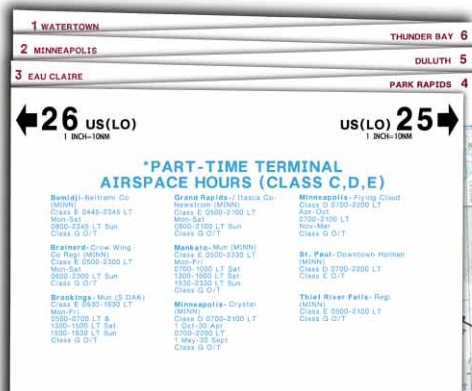 1 WATERTOWN
THUNDER BAY 6
2 MINNEAPOLIS
DULUTH 5
3 EAU CLAIRE
PARK RAPIDS 4
26 US(LO)
1 INCH=10NM
US(LO) 25
1 INCH=10NM
*PART-TIME TERMINAL
AIRSPACE HOURS (CLASS C,D,E)
Bemidji-Beltrami Co
(MINN)
Class E 0445-2345 LT
Mon-Sat
0800-2345 LT Sun
Class G O/T
Brainerd-Crow Wing
Co Regl (MINN)
Class E 0500-2300 LT
Mon-Sat
0600-2300 LT Sun
Class G O/T
Brookings-Mun (S DAK)
Class E 0530-1930 LT
Mon-Fri
0500-0700 LT &
1300-1500 LT Sat
1500-1930 LT Sun
Class G O/T
Grand Rapids-/Itasca Co-
Newstrom (MINN)
Class E 0500-2100 LT
Mon-Sat
0800-2100 LT Sun
Class G O/T
Mankato-Mun (MINN)
Class E 0500-2330 LT
Mon-Fri
0700-1000 LT Sat
1300-1600 LT Sat
1930-2330 LT Sun
Class G O/T
Minneapolis-Crystal
(MINN)
Class D 0700-2100 LT
1 Oct-30 Apr
0700-2200 LT
1 May-30 Sept
Class G O/T
Minneapolis-Flying Cloud
Class D 0700-2200 LT
Apr-Oct
0700-2100 LT
Nov-Mar
Class G O/T
St. Paul-Downtown Holman
(MINN)
Class D 0700-2200 LT
Class E O/T
Thief River Falls-Regl
(MINN)
Class E 0500-2100 LT
Class G O/T